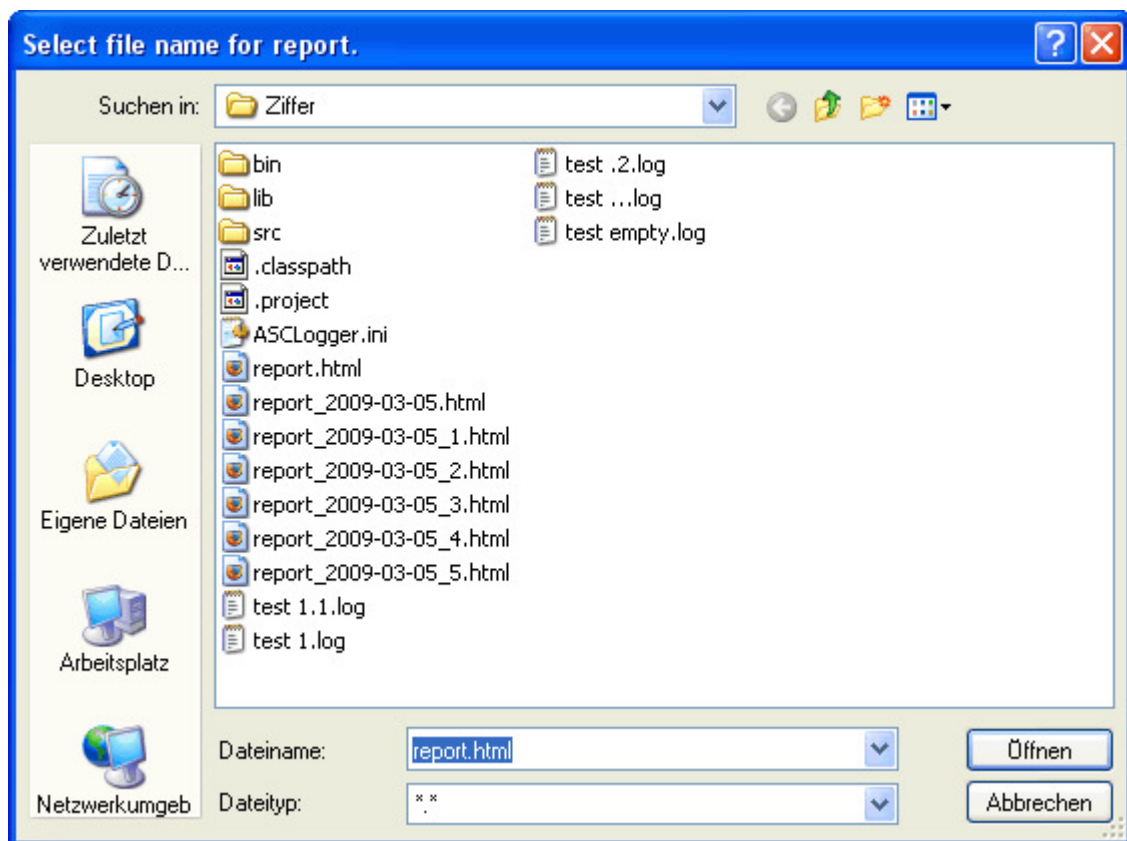 Select file name for report.
Suchen in: Ziffer
Zuletzt
verwendete D...
Desktop
Eigene Dateien
Arbeitsplatz
Netzwerkumgeb
bin
lib
src
.classpath
.project
ASCLogger.ini
report.html
report_2009-03-05.html
report_2009-03-05_1.html
report_2009-03-05_2.html
report_2009-03-05_3.html
report_2009-03-05_4.html
report_2009-03-05_5.html
test 1.1.log
test 1.log
test .2.log
test ...log
test empty.log
Dateiname: report.html Öffnen
Dateityp: *.* Abbrechen